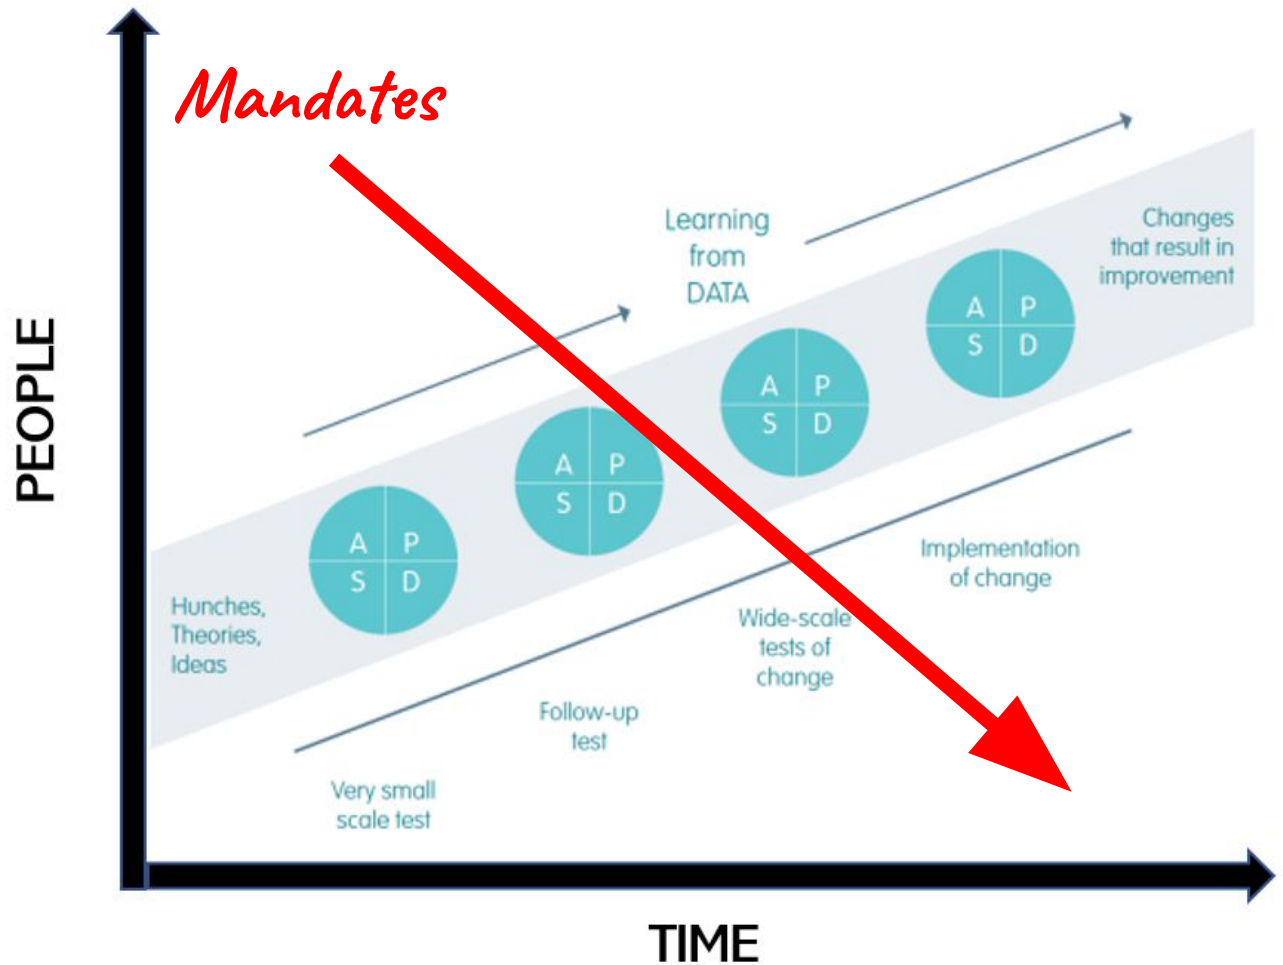 Mandates
Learning
from
DATA
Changes
that result in
improvement
A P
S D
A P
S D
A P
S D
A P
S D
Hunches,
Theories,
Ideas
Implementation
of change
Wide-scale
tests of
change
Follow-up
test
Very small
scale test
PEOPLE
TIME